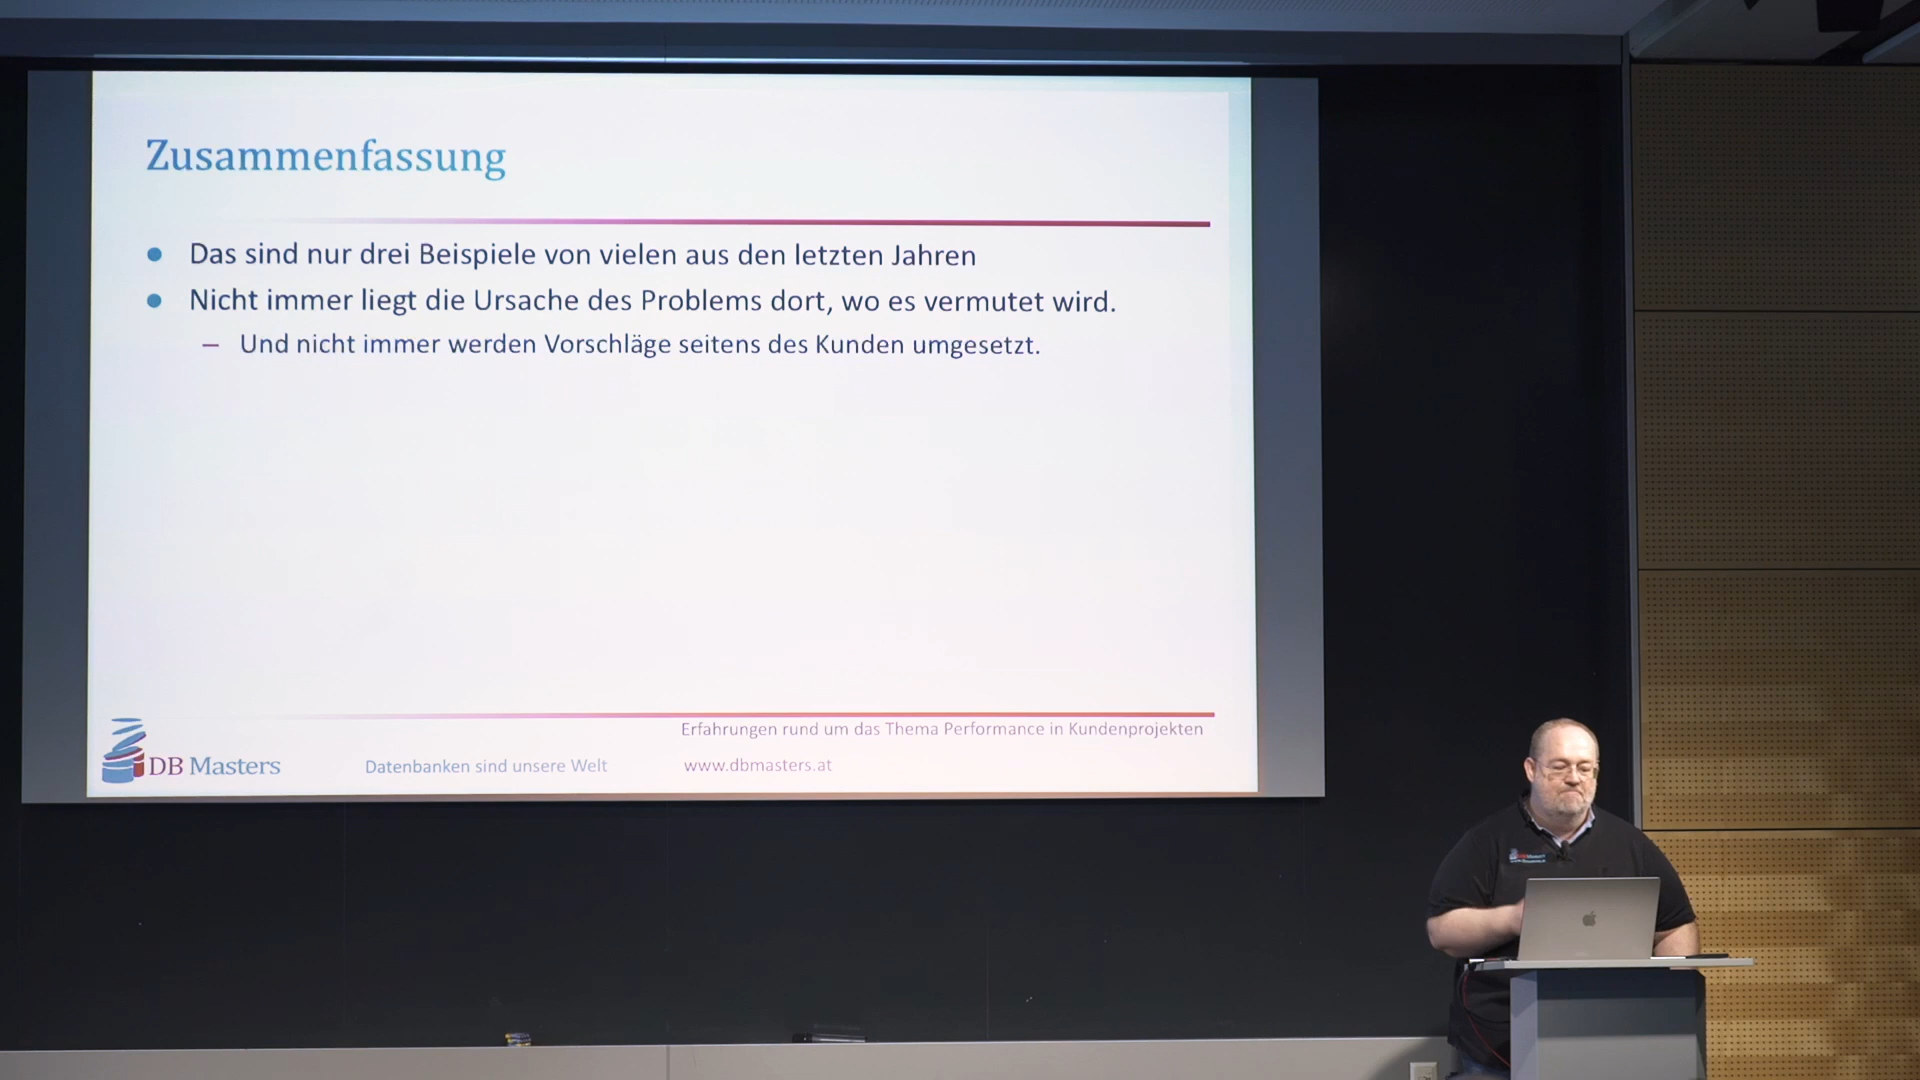 Zusammenfassung
Das sind nur drei Beispiele von vielen aus den letzten Jahren
Nicht immer liegt die Ursache des Problems dort, wo es vermutet wird.
– Und nicht immer werden Vorschläge seitens des Kunden umgesetzt.
Erfahrungen rund um das Thema Performance in Kundenprojekten
DB Masters
Datenbanken sind unsere Welt
www.dbmasters.at